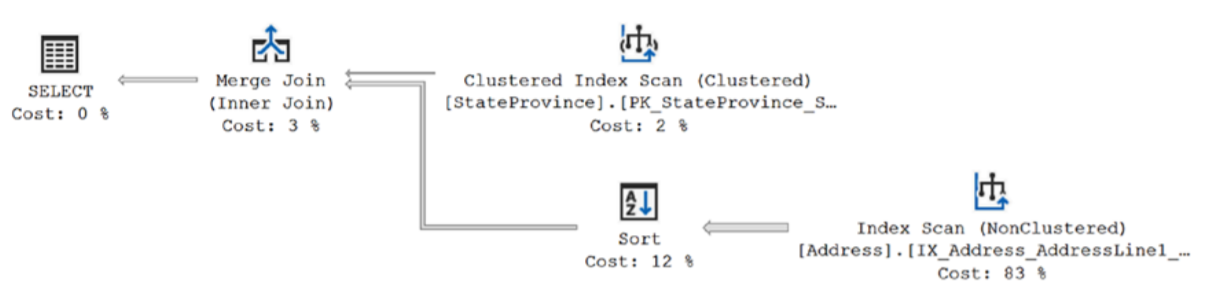 SELECT
Cost: 0 %
Merge Join
(Inner Join)
Cost: 3 %
Clustered Index Scan (Clustered)
[StateProvince].[PK_StateProvince_S…
Cost: 2 %
A
Z
Sort
Cost: 12 %
Index Scan (NonClustered)
[Address].[IX_Address_AddressLine1_…
Cost: 83 %